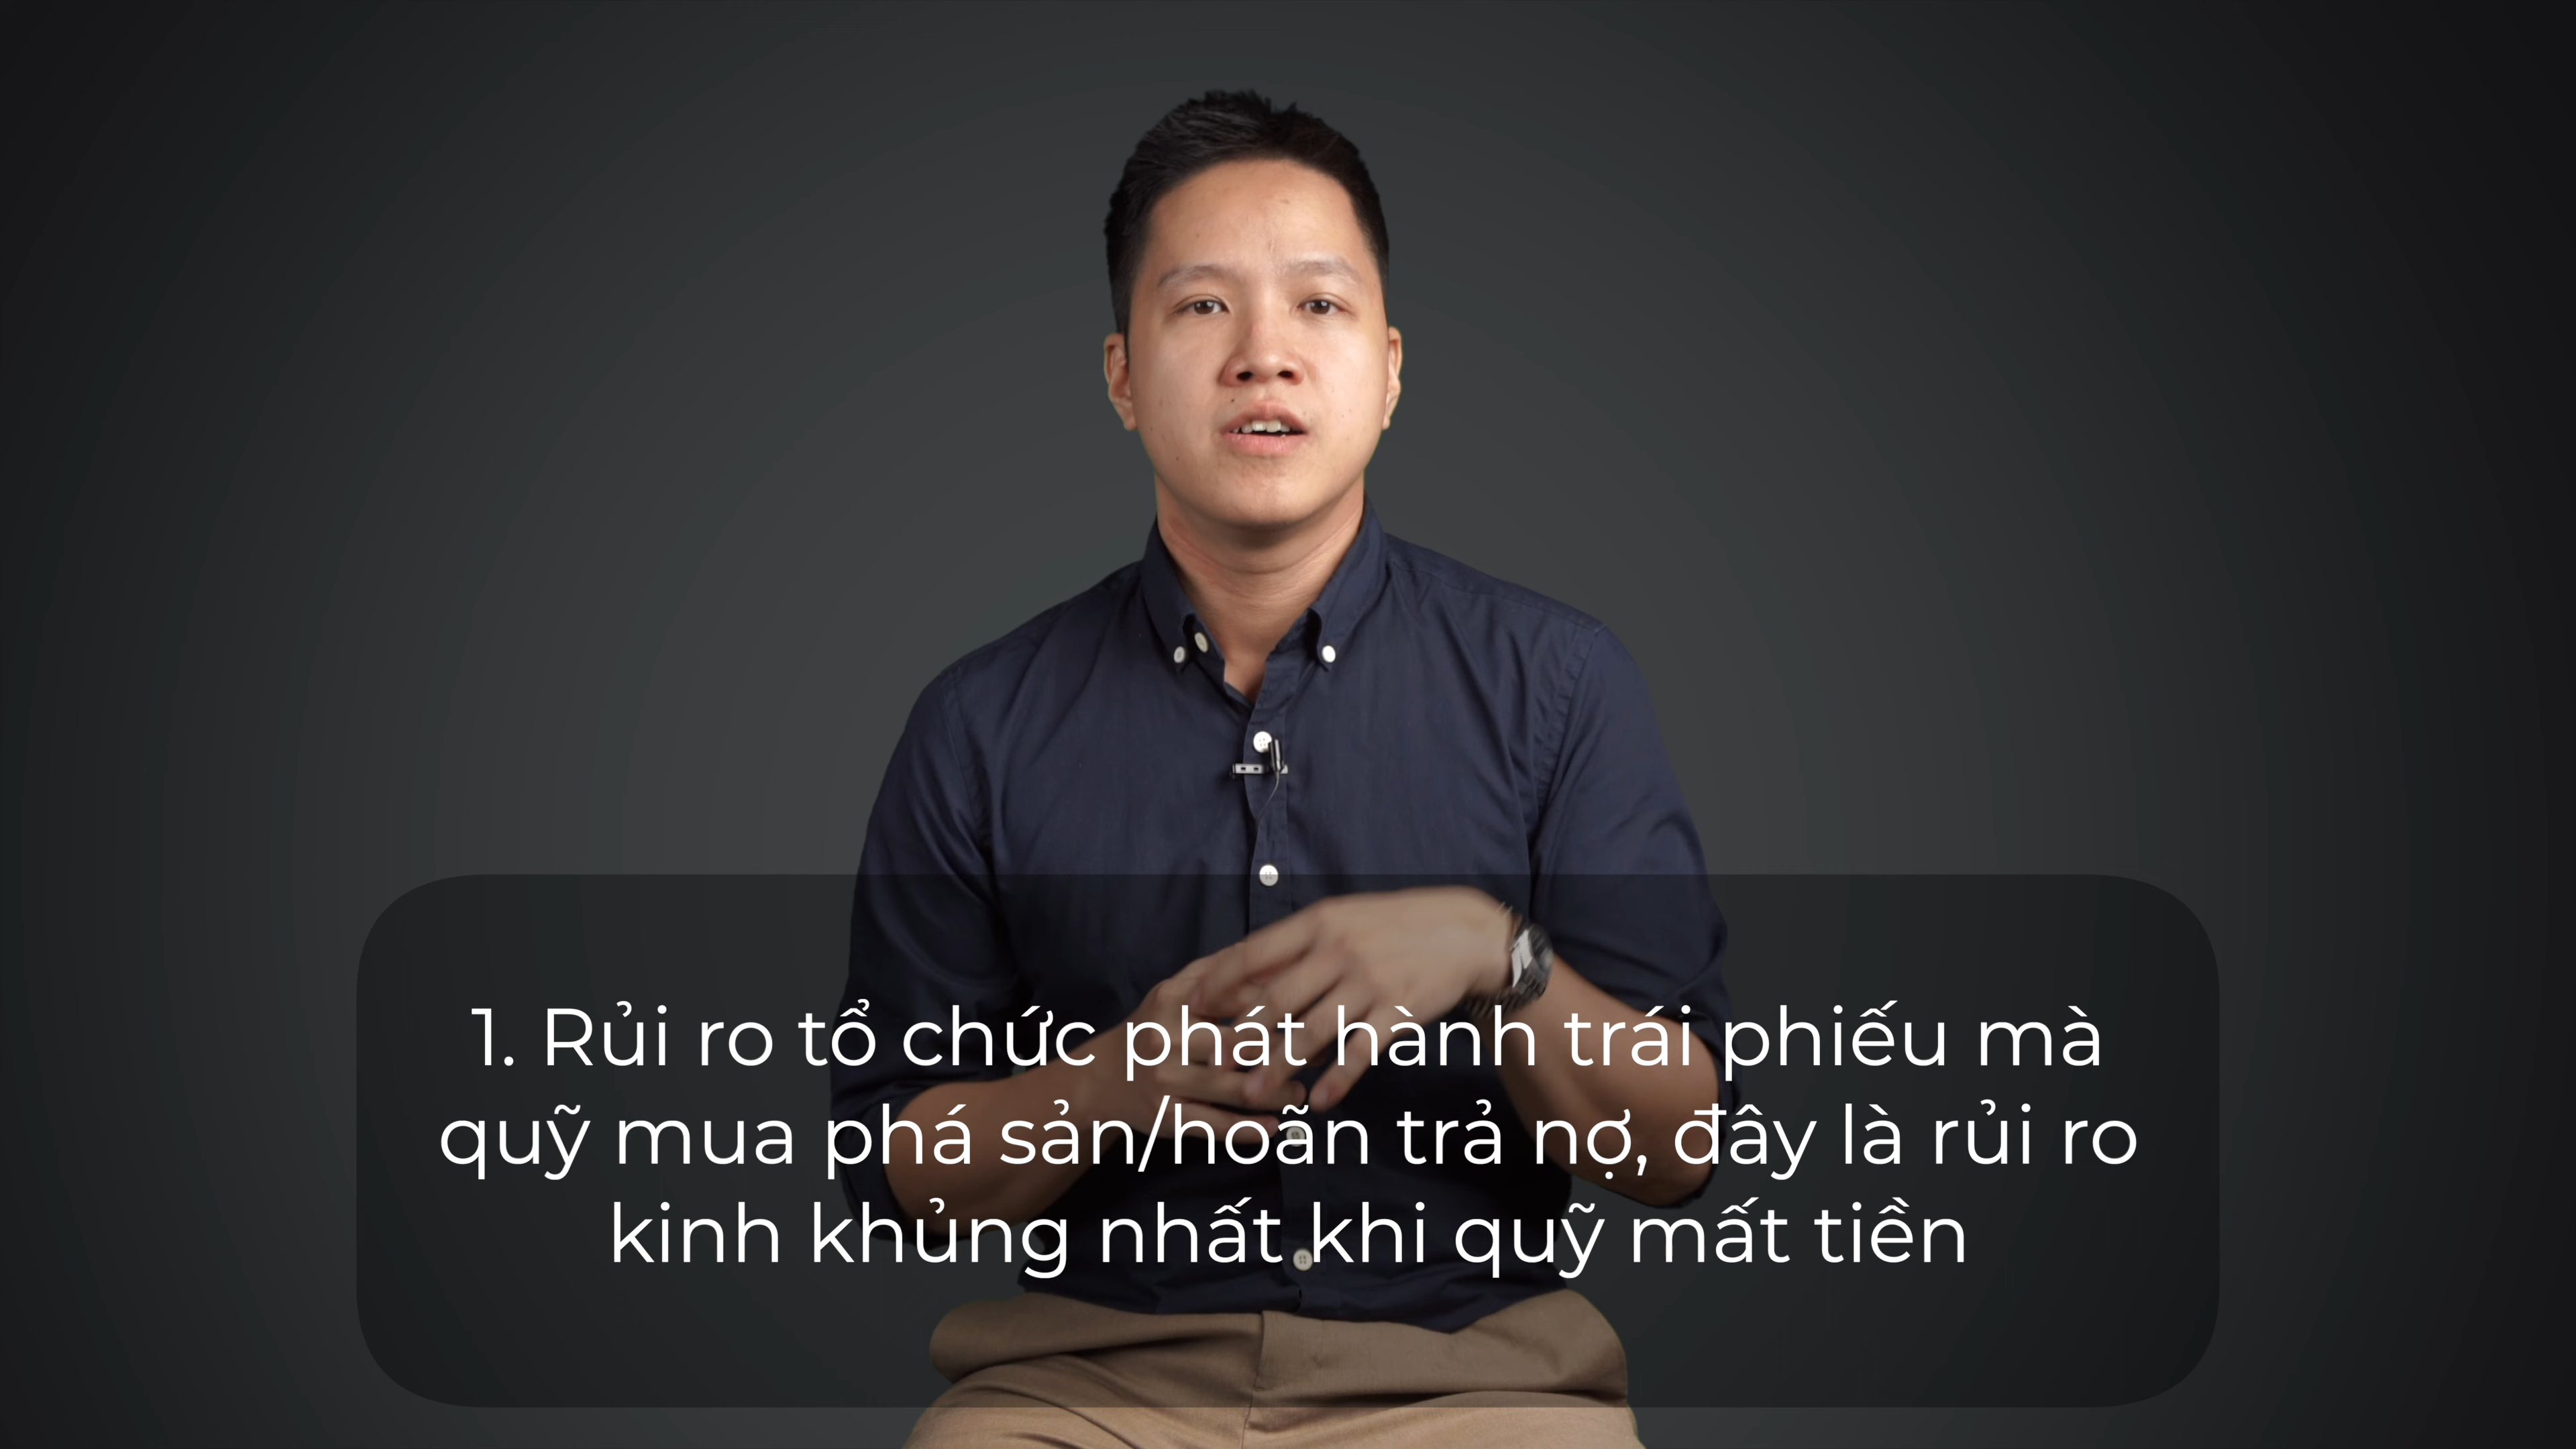 1. Rủi ro tổ chức phát hành trái phiếu mà
quỹ mua phá sản/hoãn trả nợ, đây là rủi ro
kinh khủng nhất khi quỹ mất tiền